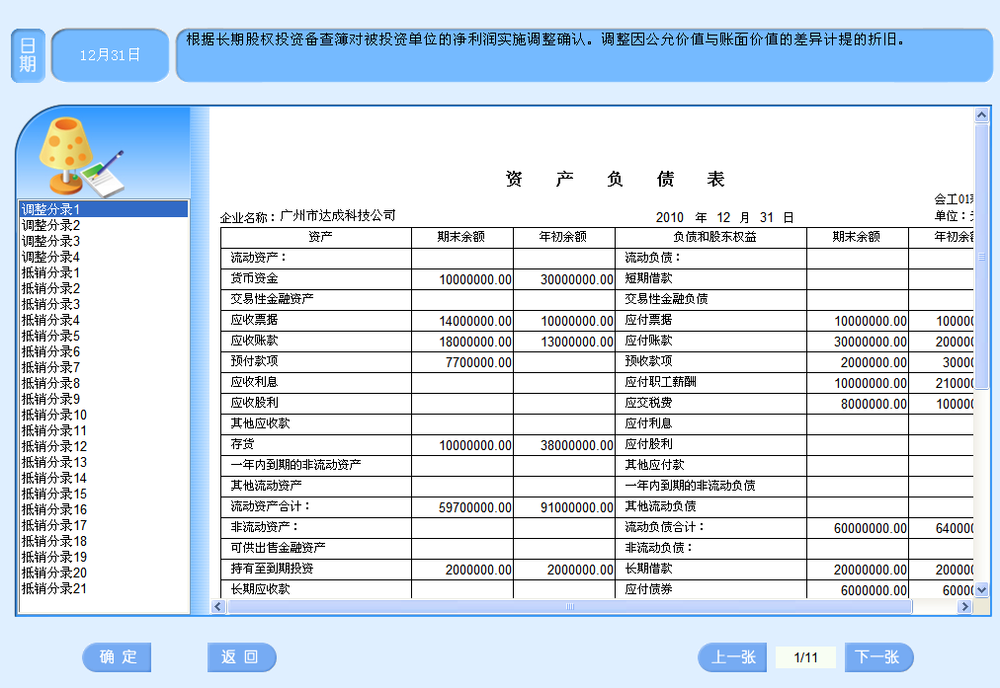 日期
12月31日
根据长期股权投资备查簿对被投资单位的净利润实施调整确认。调整因公允价值与账面价值的差异计提的折旧。
调整分录1
调整分录2
调整分录3
调整分录4
抵销分录1
抵销分录2
抵销分录3
抵销分录4
抵销分录5
抵销分录6
抵销分录7
抵销分录8
抵销分录9
抵销分录10
抵销分录11
抵销分录12
抵销分录13
抵销分录14
抵销分录15
抵销分录16
抵销分录17
抵销分录18
抵销分录19
抵销分录20
抵销分录21
资 产 负 债 表
会工01
企业名称：广州市达成科技公司 2010 年 12 月 31 日 单位：
资产 期末余额 年初余额 负债和股东权益 期末余额 年初余额
流动资产： 流动负债：
货币资金 10000000.00 30000000.00 短期借款
交易性金融资产 交易性金融负债
应收票据 14000000.00 10000000.00 应付票据 10000000.00 10000
应收账款 18000000.00 13000000.00 应付账款 30000000.00 20000
预付款项 7700000.00 预收款项 2000000.00 3000
应收利息 应付职工薪酬 10000000.00 21000
应收股利 应交税费 8000000.00 10000
其他应收款 应付利息
存货 10000000.00 38000000.00 应付股利
一年内到期的非流动资产 其他应付款
其他流动资产 一年内到期的非流动负债
流动资产合计： 59700000.00 91000000.00 其他流动负债
非流动资产： 流动负债合计： 60000000.00 64000
可供出售金融资产 非流动负债：
持有至到期投资 2000000.00 2000000.00 长期借款 20000000.00 20000
长期应收款 应付债券 6000000.00 6000
确 定
返 回
上一张
1/11
下一张